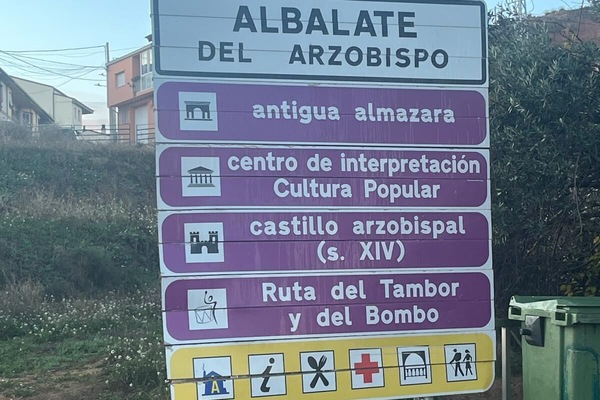 ALBALATE
DEL ARZOBISPO
antigua almazara
centro de interpretación
Cultura Popular
castillo arzobispal
(s. XIV)
Ruta del Tambor
y del Bombo
A
i